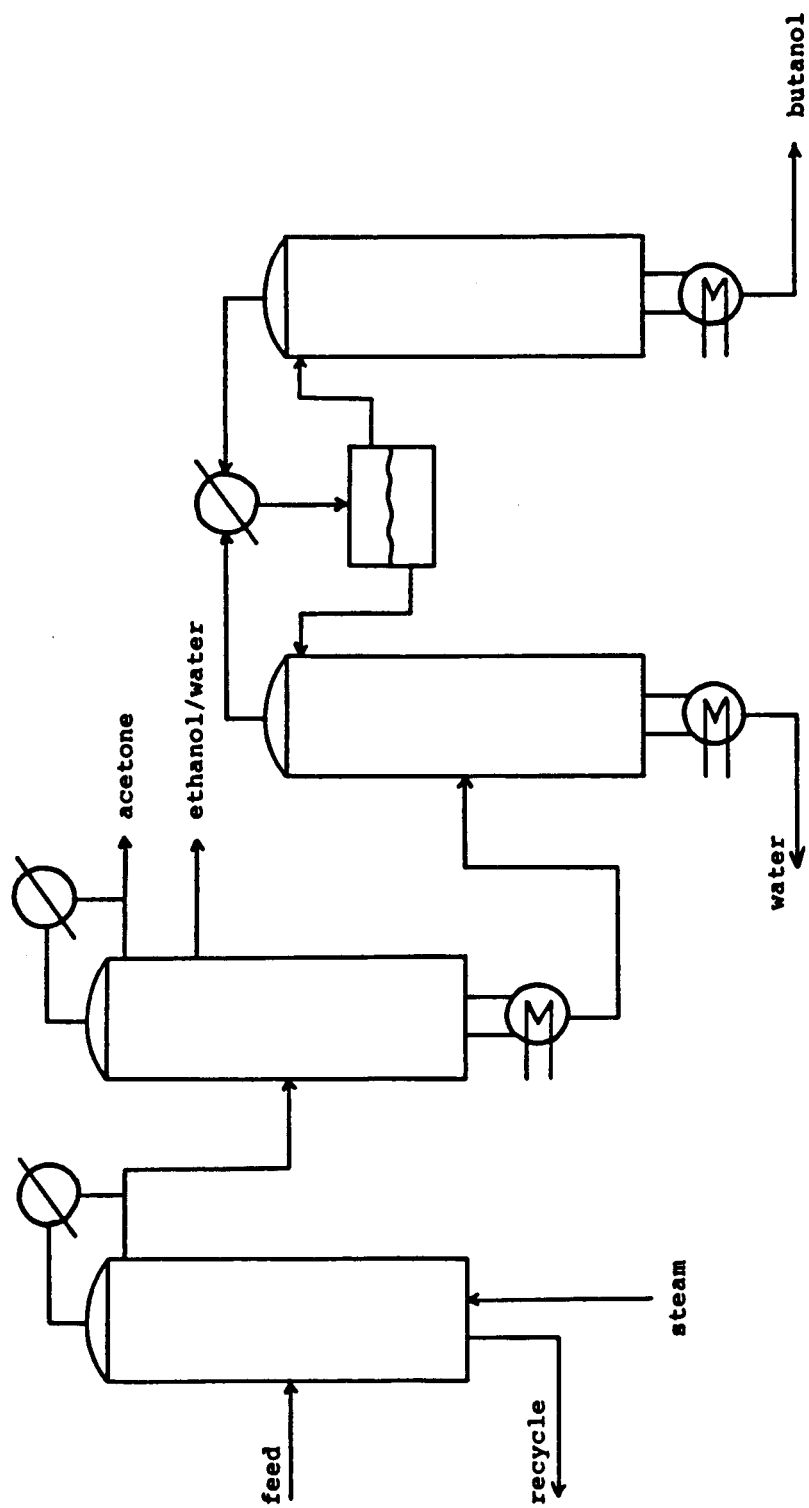 feed
recycle
steam
acetone
ethanol/water
water
butanol